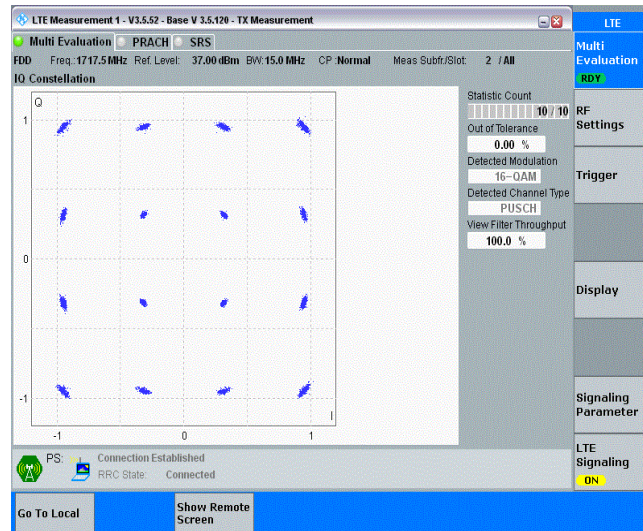 LTE Measurement 1 - V3.5.52 - Base V 3.5.120 - TX Measurement
LTE
Multi Evaluation PRACH SRS
Multi
Evaluation
RDY
FDD Freq.:1717.5 MHz Ref. Level: 37.00 dBm BW:15.0 MHz CP :Normal Meas Subfr./Slot: 2 / All
IQ Constellation
Q
1
0
-1
-1 0 1
I
Statistic Count
10 / 10
Out of Tolerance
0.00 %
Detected Modulation
16-QAM
Detected Channel Type
PUSCH
View Filter Throughput
100.0 %
RF
Settings
Trigger
Display
Signaling
Parameter
LTE
Signaling
ON
PS: Connection Established
RRC State: Connected
Go To Local
Show Remote
Screen